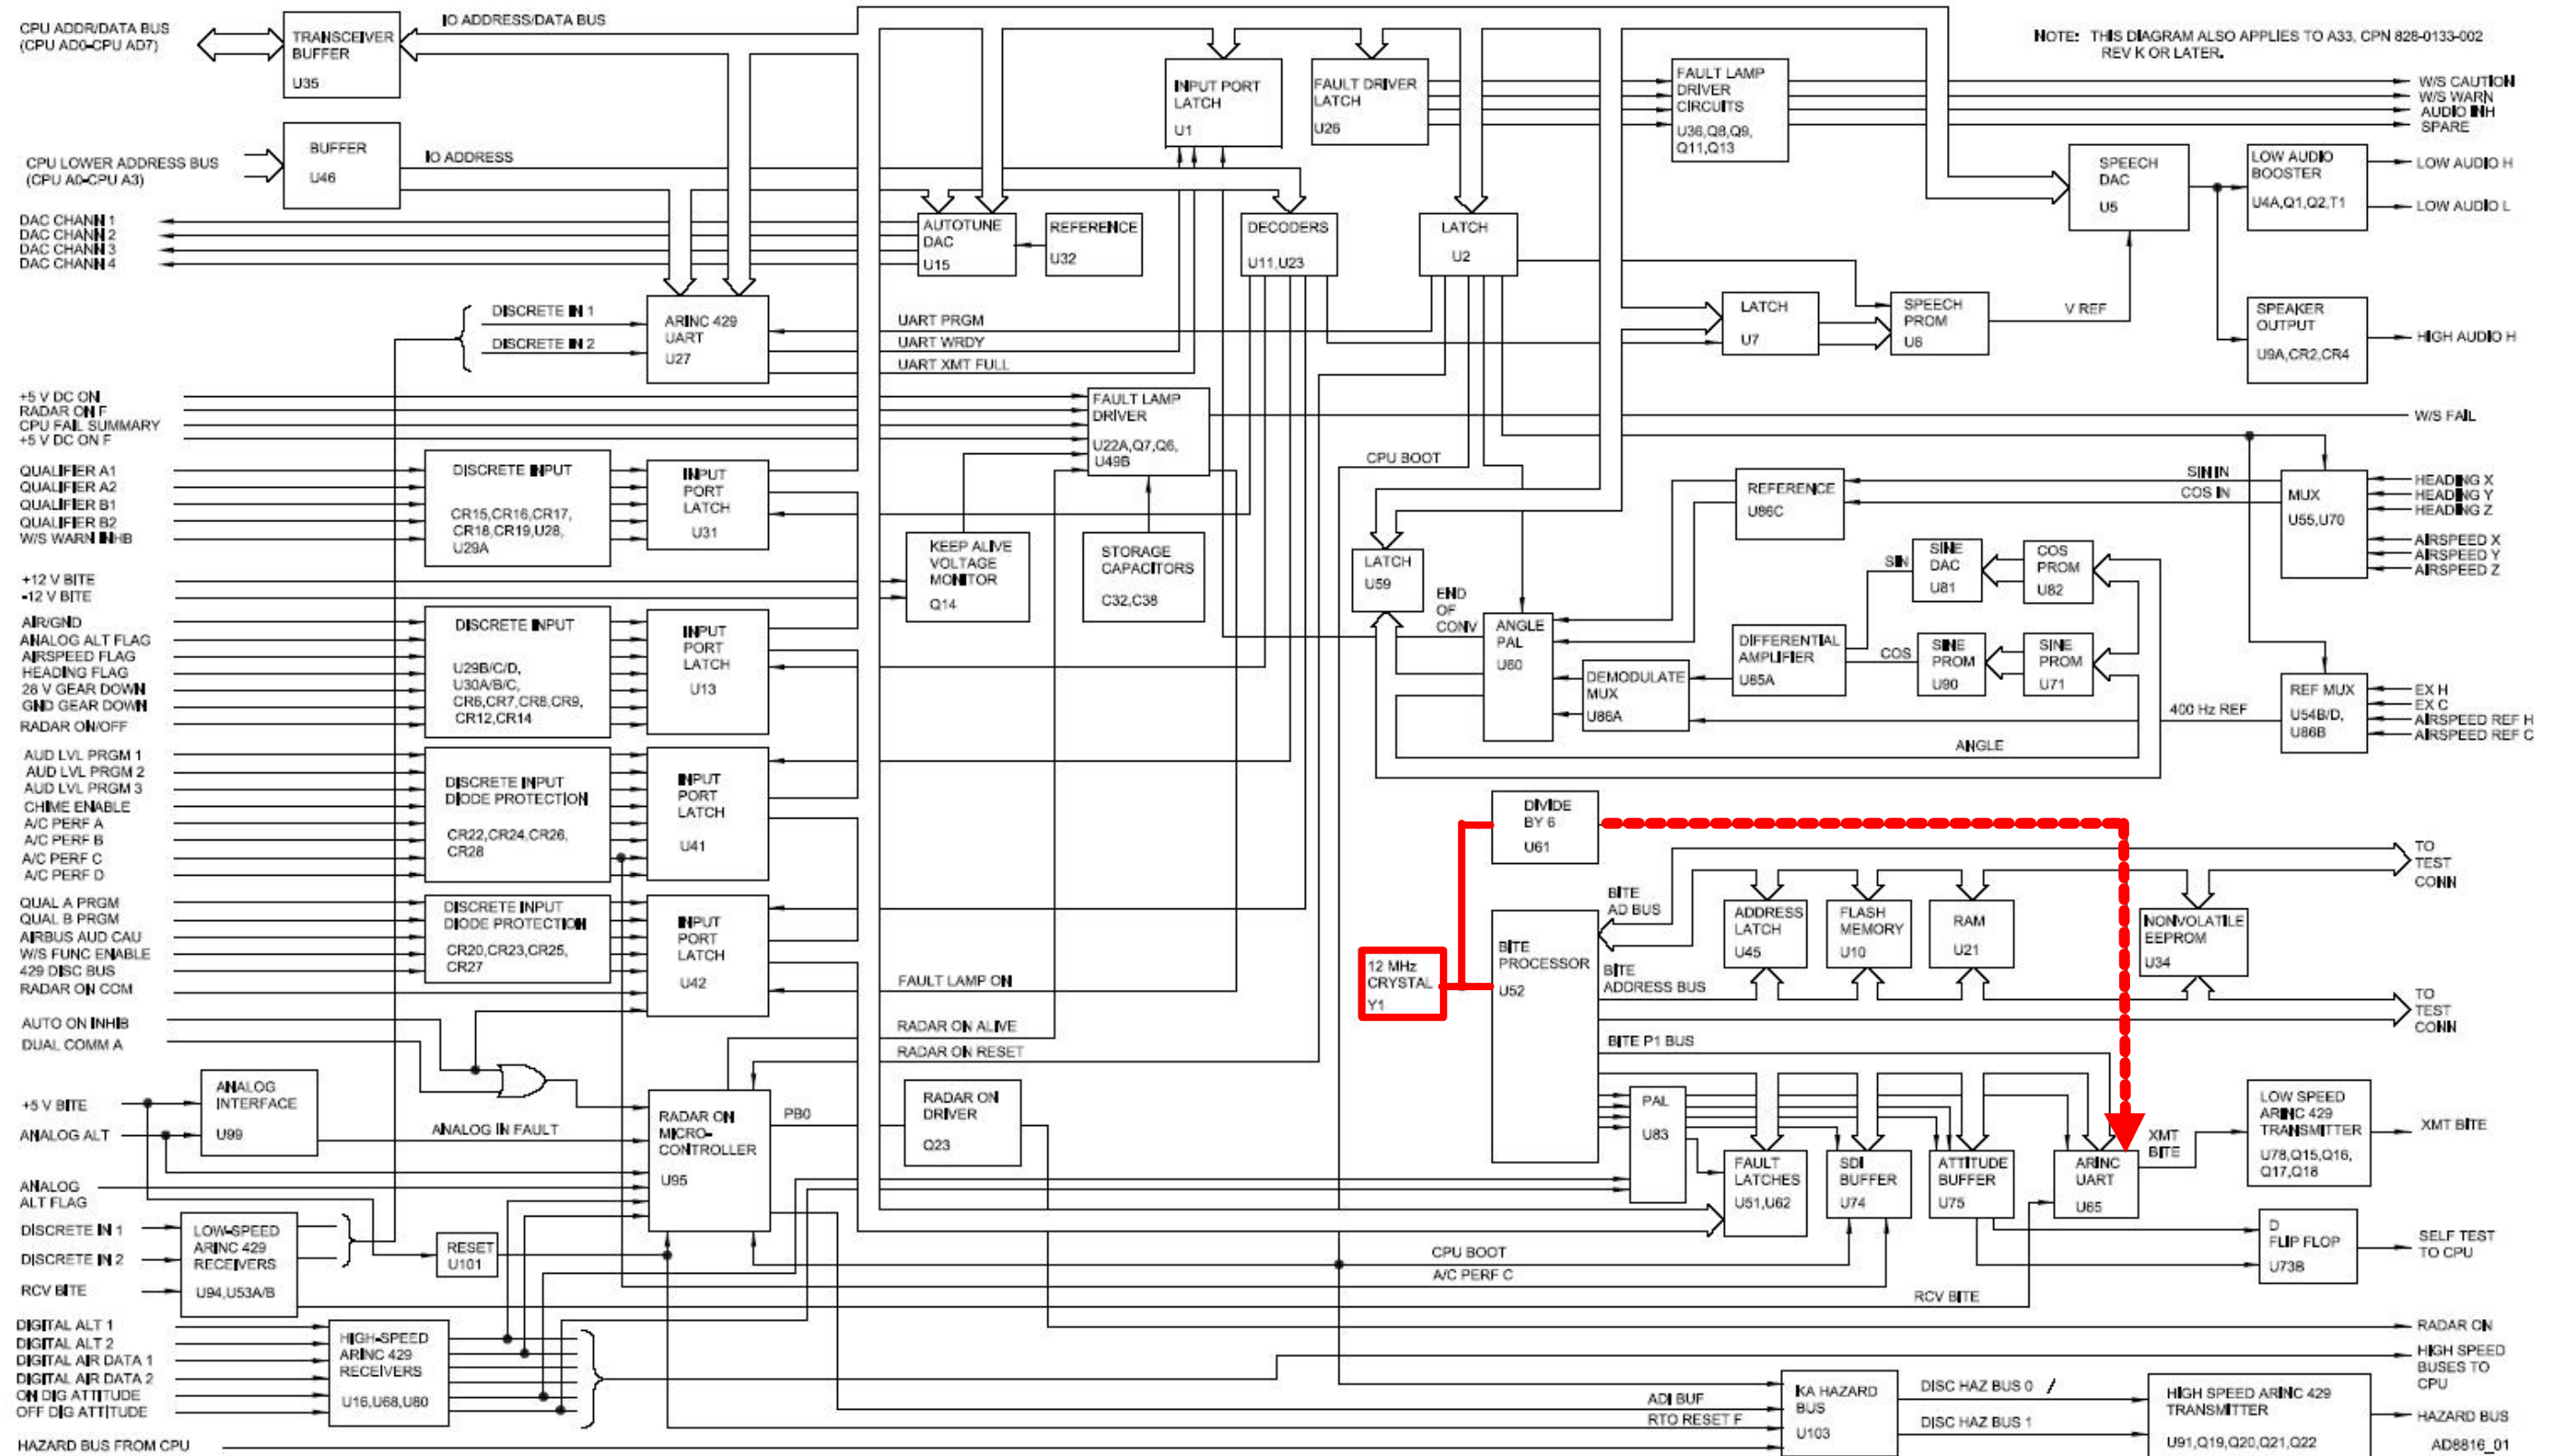 CPU ADDR/DATA BUS
(CPU AD0-CPU AD7)
TRANSCEIVER
BUFFER
U35
IO ADDRESS/DATA BUS
NOTE: THIS DIAGRAM ALSO APPLIES TO A33, CPN 828-0133-002
REV K OR LATER.
INPUT PORT
LATCH
U1
FAULT DRIVER
LATCH
U26
FAULT LAMP
DRIVER
CIRCUITS
U36,Q8,Q9,
Q11,Q13
W/S CAUTION
W/S WARN
AUDIO INH
SPARE
CPU LOWER ADDRESS BUS
(CPU A0-CPU A3)
BUFFER
U46
IO ADDRESS
SPEECH
DAC
U5
LOW AUDIO
BOOSTER
U4A,Q1,Q2,T1
LOW AUDIO H
LOW AUDIO L
DAC CHANN 1
DAC CHANN 2
DAC CHANN 3
DAC CHANN 4
AUTOTUNE
DAC
U15
REFERENCE
U32
DECODERS
U11,U23
LATCH
U2
DISCRETE IN 1
DISCRETE IN 2
ARINC 429
UART
U27
UART PRGM
UART WRDY
UART XMT FULL
LATCH
U7
SPEECH
PROM
U6
V REF
SPEAKER
OUTPUT
U9A,CR2,CR4
HIGH AUDIO H
+5 V DC ON
RADAR ON F
CPU FAIL SUMMARY
+5 V DC ON F
FAULT LAMP
DRIVER
U22A,Q7,Q6,
U49B
W/S FAIL
QUALIFIER A1
QUALIFIER A2
QUALIFIER B1
QUALIFIER B2
W/S WARN INHB
DISCRETE INPUT
CR15,CR16,CR17,
CR18,CR19,U28,
U29A
INPUT
PORT
LATCH
U31
CPU BOOT
REFERENCE
U86C
SIN IN
COS IN
MUX
U55,U70
HEADING X
HEADING Y
HEADING Z
AIRSPEED X
AIRSPEED Y
AIRSPEED Z
KEEP ALIVE
VOLTAGE
MONITOR
Q14
STORAGE
CAPACITORS
C32,C38
LATCH
U59
SIN
SINE
DAC
U81
COS
PROM
U82
+12 V BITE
-12 V BITE
END
OF
CONV
ANGLE
PAL
U60
DIFFERENTIAL
AMPLIFIER
U85A
COS
SINE
PROM
U90
SINE
PROM
U71
AIR/GND
ANALOG ALT FLAG
AIRSPEED FLAG
HEADING FLAG
28 V GEAR DOWN
GND GEAR DOWN
RADAR ON/OFF
DISCRETE INPUT
U29B/C/D,
U30A/B/C,
CR6,CR7,CR8,CR9,
CR12,CR14
INPUT
PORT
LATCH
U13
DEMODULATE
MUX
U86A
400 Hz REF
REF MUX
U54B/D,
U86B
EX H
EX C
AIRSPEED REF H
AIRSPEED REF C
ANGLE
AUD LVL PRGM 1
AUD LVL PRGM 2
AUD LVL PRGM 3
CHIME ENABLE
A/C PERF A
A/C PERF B
A/C PERF C
A/C PERF D
DISCRETE INPUT
DIODE PROTECTION
CR22,CR24,CR26,
CR28
INPUT
PORT
LATCH
U41
DIVIDE
BY 6
U61
TO
TEST
CONN
QUAL A PRGM
QUAL B PRGM
AIRBUS AUD CAU
W/S FUNC ENABLE
429 DISC BUS
RADAR ON COM
DISCRETE INPUT
DIODE PROTECTION
CR20,CR23,CR25,
CR27
INPUT
PORT
LATCH
U42
FAULT LAMP ON
12 MHz
CRYSTAL
Y1
BITE
PROCESSOR
U52
BITE
AD BUS
BITE
ADDRESS BUS
ADDRESS
LATCH
U45
FLASH
MEMORY
U10
RAM
U21
NONVOLATILE
EEPROM
U34
TO
TEST
CONN
AUTO ON INHIB
DUAL COMM A
RADAR ON ALIVE
RADAR ON RESET
BITE P1 BUS
+5 V BITE
ANALOG ALT
ANALOG
INTERFACE
U99
ANALOG IN FAULT
RADAR ON
MICRO-
CONTROLLER
U95
PB0
RADAR ON
DRIVER
Q23
PAL
U83
FAULT
LATCHES
U51,U62
SDI
BUFFER
U74
ATTITUDE
BUFFER
U75
ARINC
UART
U65
XMT
BITE
LOW SPEED
ARINC 429
TRANSMITTER
U78,Q15,Q16,
Q17,Q18
XMT BITE
ANALOG
ALT FLAG
DISCRETE IN 1
DISCRETE IN 2
RCV BITE
LOW-SPEED
ARINC 429
RECEIVERS
U94,U53A/B
RESET
U101
CPU BOOT
A/C PERF C
RCV BITE
D
FLIP FLOP
U73B
SELF TEST
TO CPU
DIGITAL ALT 1
DIGITAL ALT 2
DIGITAL AIR DATA 1
DIGITAL AIR DATA 2
ON DIG ATTITUDE
OFF DIG ATTITUDE
HIGH-SPEED
ARINC 429
RECEIVERS
U16,U68,U80
RADAR ON
HIGH SPEED
BUSES TO
CPU
ADI BUF
RTO RESET F
KA HAZARD
BUS
U103
DISC HAZ BUS 0 /
DISC HAZ BUS 1
HIGH SPEED ARINC 429
TRANSMITTER
U91,Q19,Q20,Q21,Q22
HAZARD BUS
HAZARD BUS FROM CPU
AD8816_01